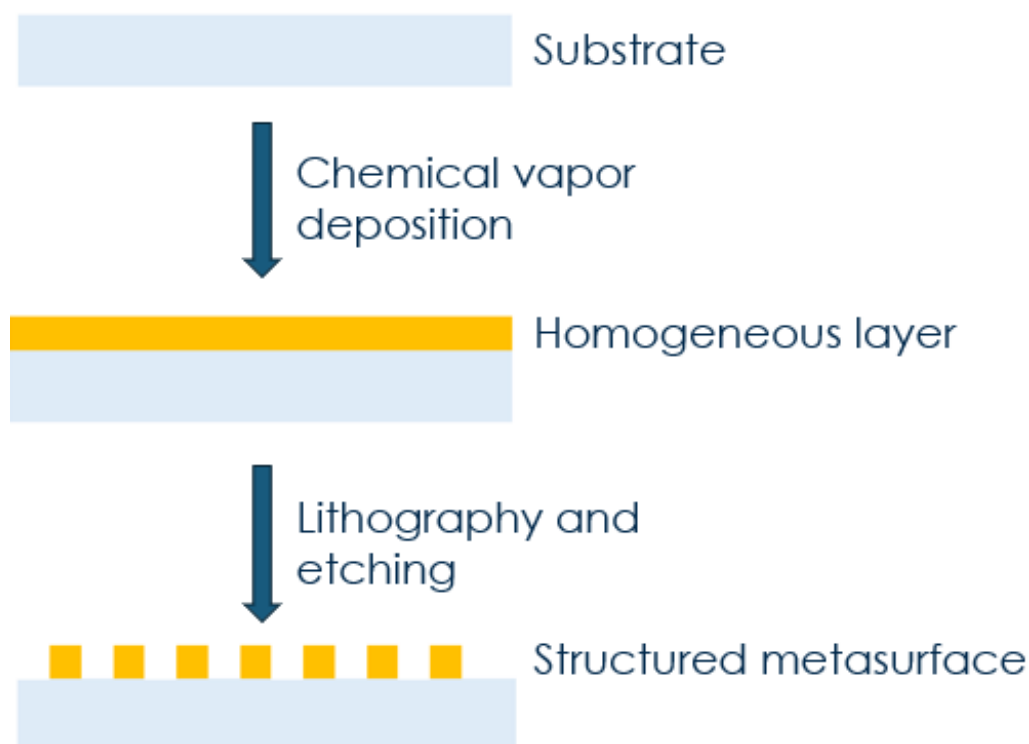 Substrate
Chemical vapor
deposition
Homogeneous layer
Lithography and
etching
Structured metasurface